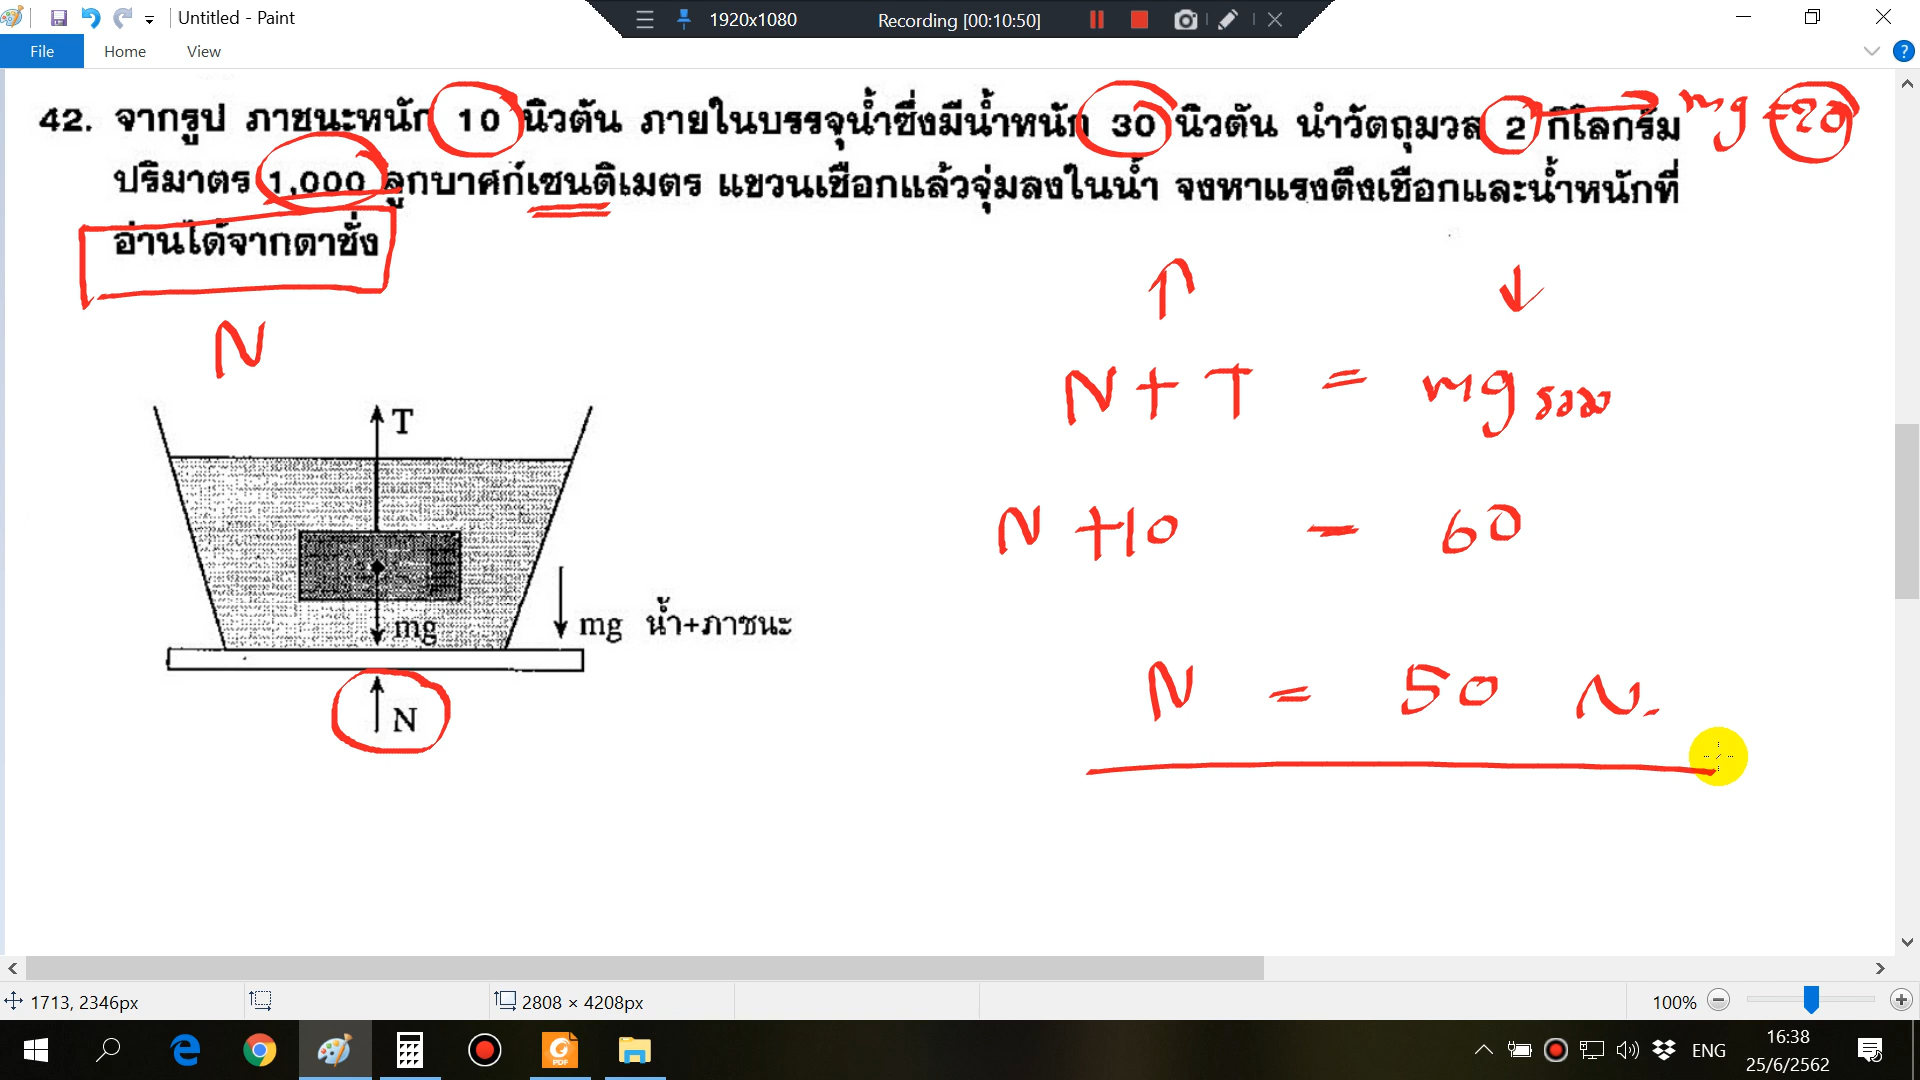 Untitled - Paint
1920x1080
Recording [00:10:50]
File
Home
View
?
42. จากรูป ภาชนะหนัก 10 นิวตัน ภายในบรรจุน้ำซึ่งมีน้ำหนัก 30 นิวตัน นำวัตถุมวล 2 กิโลกรัม
mg = 20
ปริมาตร 1,000 ลูกบาศก์เซนติเมตร แขวนเชือกแล้วจุ่มลงในน้ำ จงหาแรงตึงเชือกและน้ำหนักที่
อ่านได้จากตาชั่ง
N
N + T = mg รวม
T
N + 10 = 60
mg
mg น้ำ+ภาชนะ
N
N = 50 N.
1713, 2346px
2808 × 4208px
100%
PDF
ENG
16:38
25/6/2562